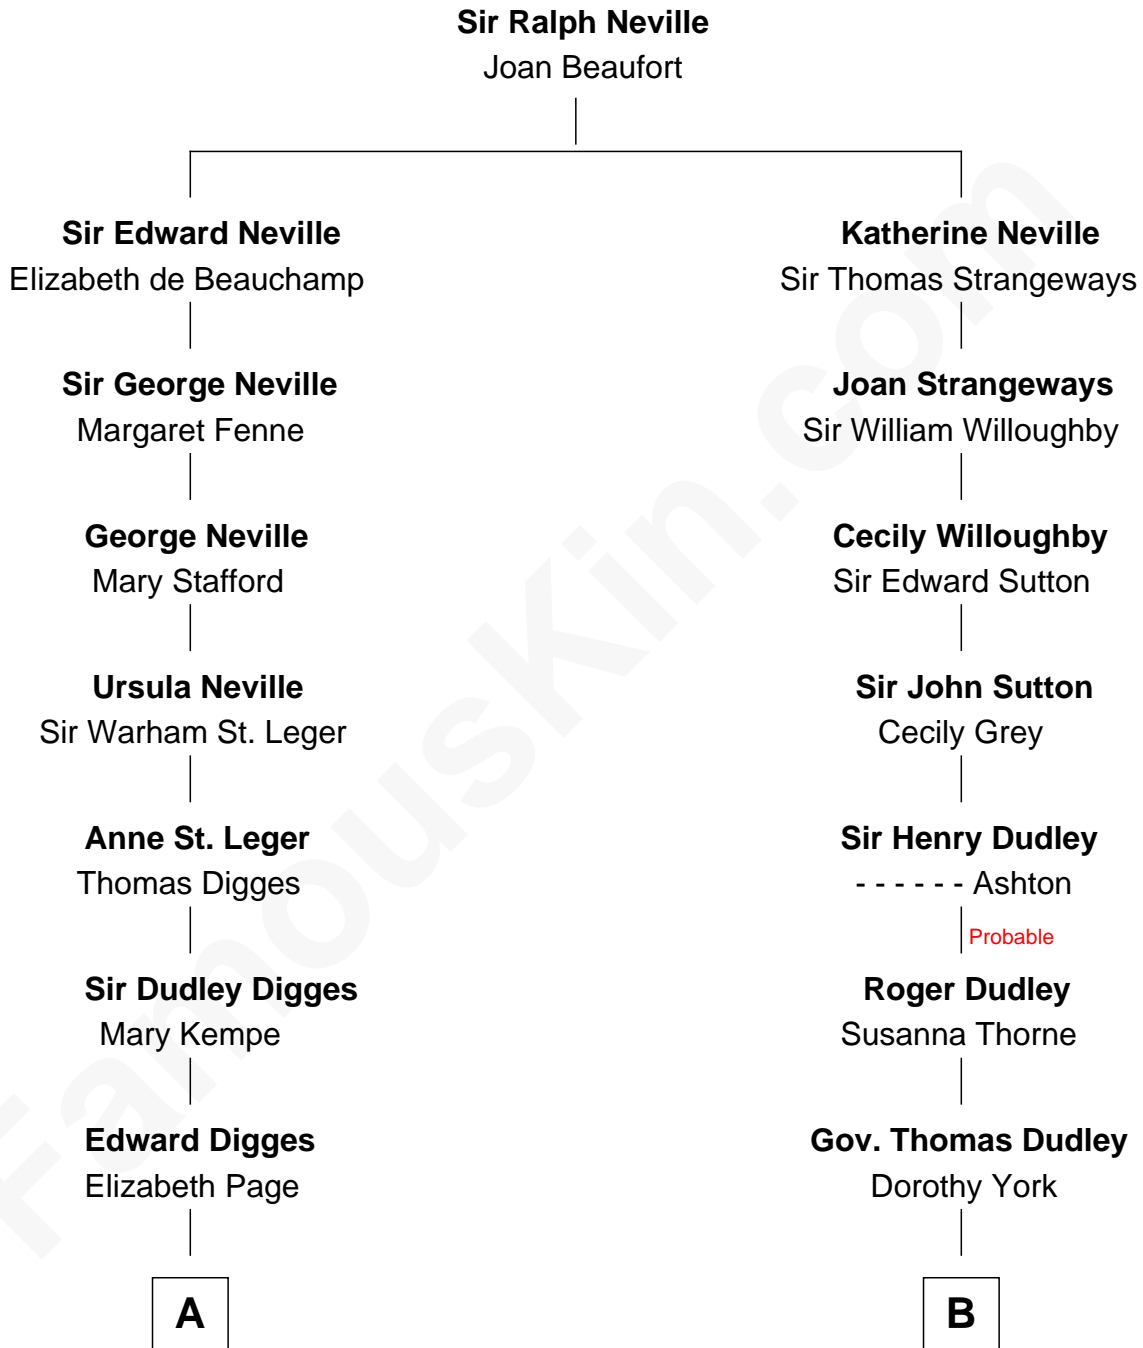 Sir Ralph Neville
Joan Beaufort
Sir Edward Neville
Elizabeth de Beauchamp
Katherine Neville
Sir Thomas Strangeways
Sir George Neville
Margaret Fenne
Joan Strangeways
Sir William Willoughby
George Neville
Mary Stafford
Cecily Willoughby
Sir Edward Sutton
Ursula Neville
Sir Warham St. Leger
Sir John Sutton
Cecily Grey
Anne St. Leger
Thomas Digges
Sir Henry Dudley
- - - - - - Ashton
Probable
Sir Dudley Digges
Mary Kempe
Roger Dudley
Susanna Thorne
Edward Digges
Elizabeth Page
Gov. Thomas Dudley
Dorothy York
A
B
FamousKin.com